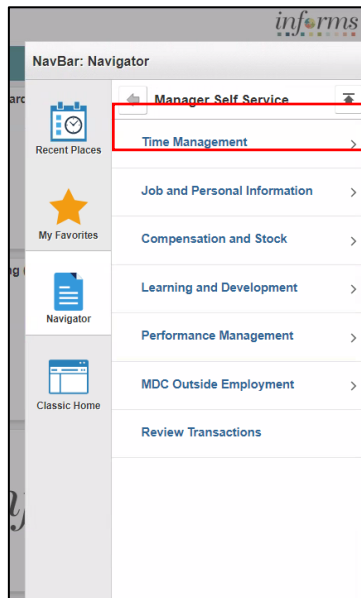 informs
NavBar: Navigator
Recent Places
My Favorites
Navigator
Classic Home
Manager Self Service
Time Management
Job and Personal Information
Compensation and Stock
Learning and Development
Performance Management
MDC Outside Employment
Review Transactions